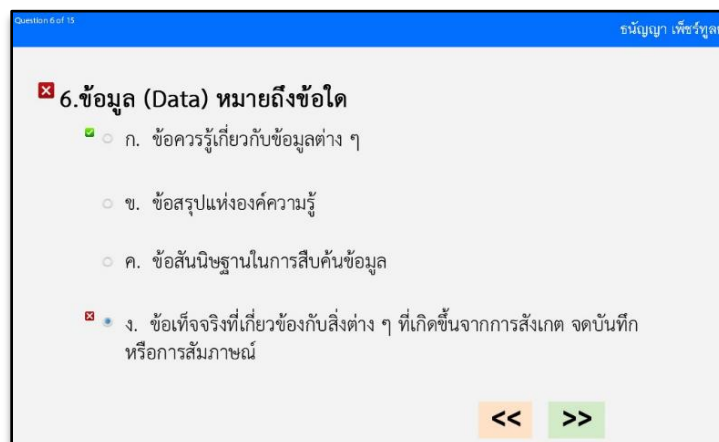 Question 6 of 15
ธนัญญา เพ็ชร์ทูล
6.ข้อมูล (Data) หมายถึงข้อใด
ก. ข้อควรรู้เกี่ยวกับข้อมูลต่าง ๆ
ข. ข้อสรุปแห่งองค์ความรู้
ค. ข้อสันนิษฐานในการสืบค้นข้อมูล
ง. ข้อเท็จจริงที่เกี่ยวข้องกับสิ่งต่าง ๆ ที่เกิดขึ้นจากการสังเกต จดบันทึก
หรือการสัมภาษณ์
<< >>